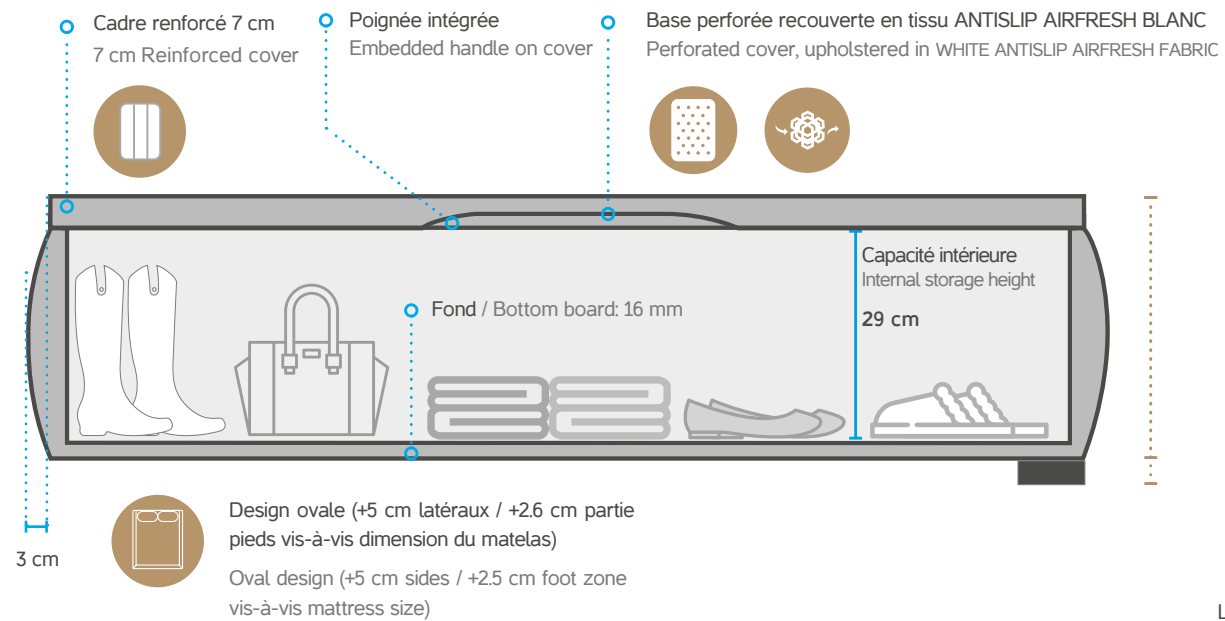 Cadre renforcé 7 cm
7 cm Reinforced cover
Poignée intégrée
Embedded handle on cover
Base perforée recouverte en tissu ANTISLIP AIRFRESH BLANC
Perforated cover, upholstered in WHITE ANTISLIP AIRFRESH FABRIC
Capacité intérieure
Internal storage height
29 cm
Fond / Bottom board: 16 mm
3 cm
Design ovale (+5 cm latéraux / +2.6 cm partie
pieds vis-à-vis dimension du matelas)
Oval design (+5 cm sides / +2.5 cm foot zone
vis-à-vis mattress size)
L